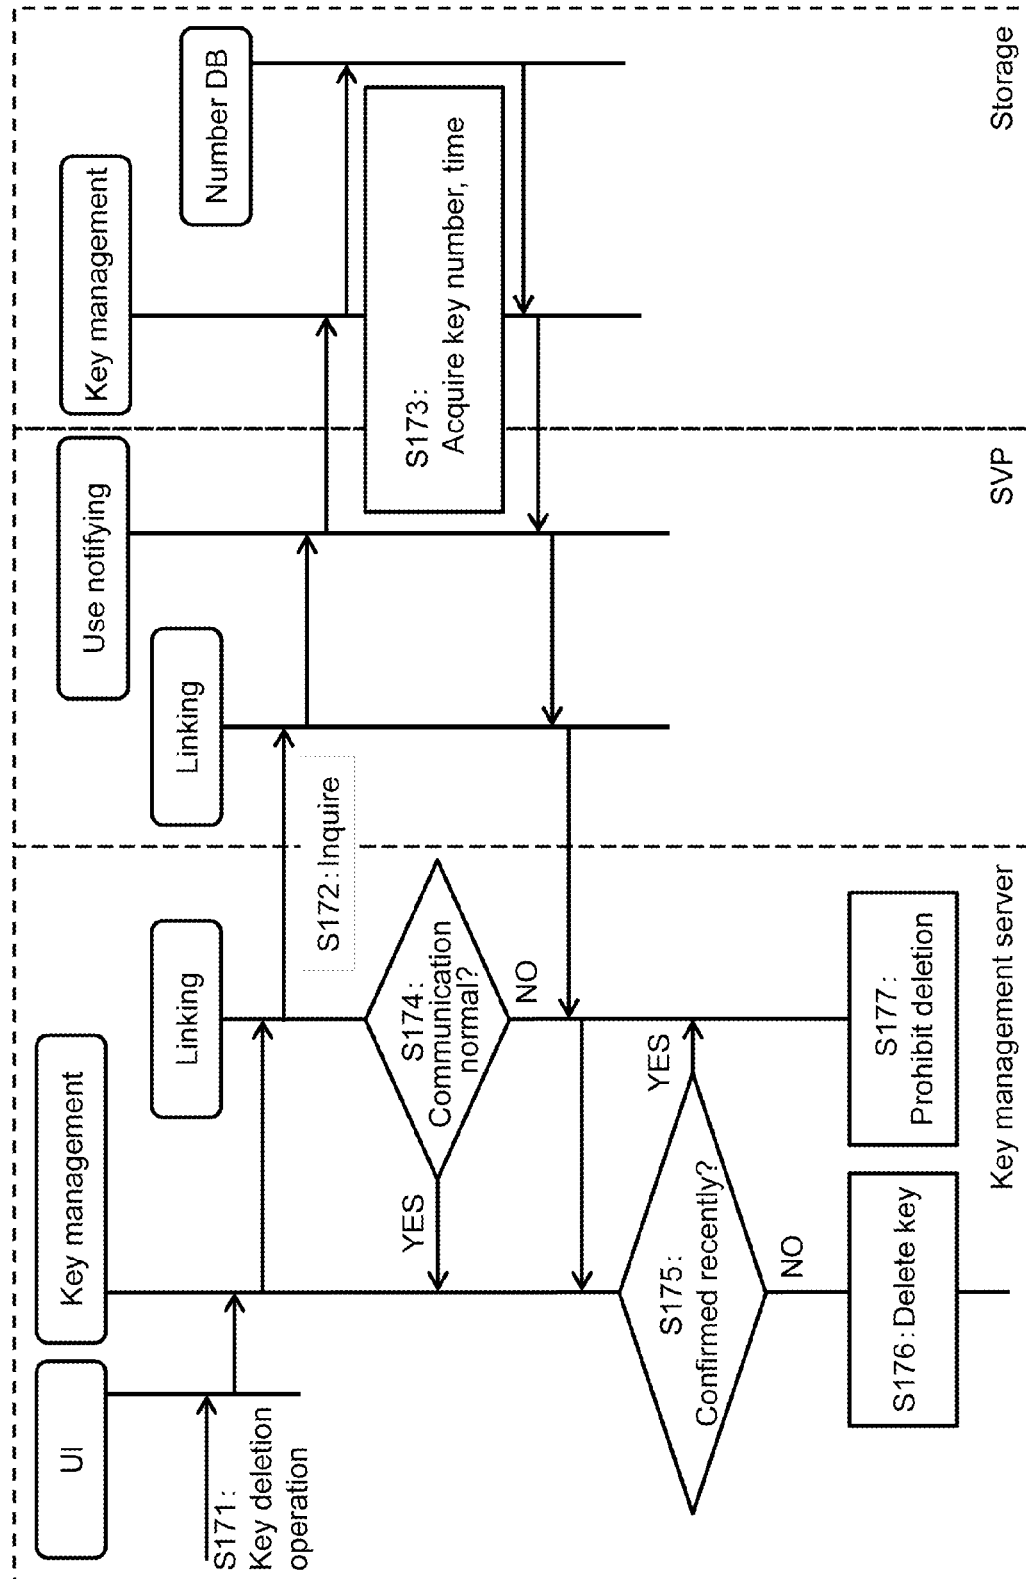 UI
Key management
Linking
Linking
Use notifying
Key management
Number DB
S171:
Key deletion
operation
S172:Inquire
S173:
Acquire key number, time
S174:
Communication
normal?
YES
NO
S175:
Confirmed recently?
YES
NO
S176:Delete key
S177:
Prohibit deletion
Key management server
SVP
Storage